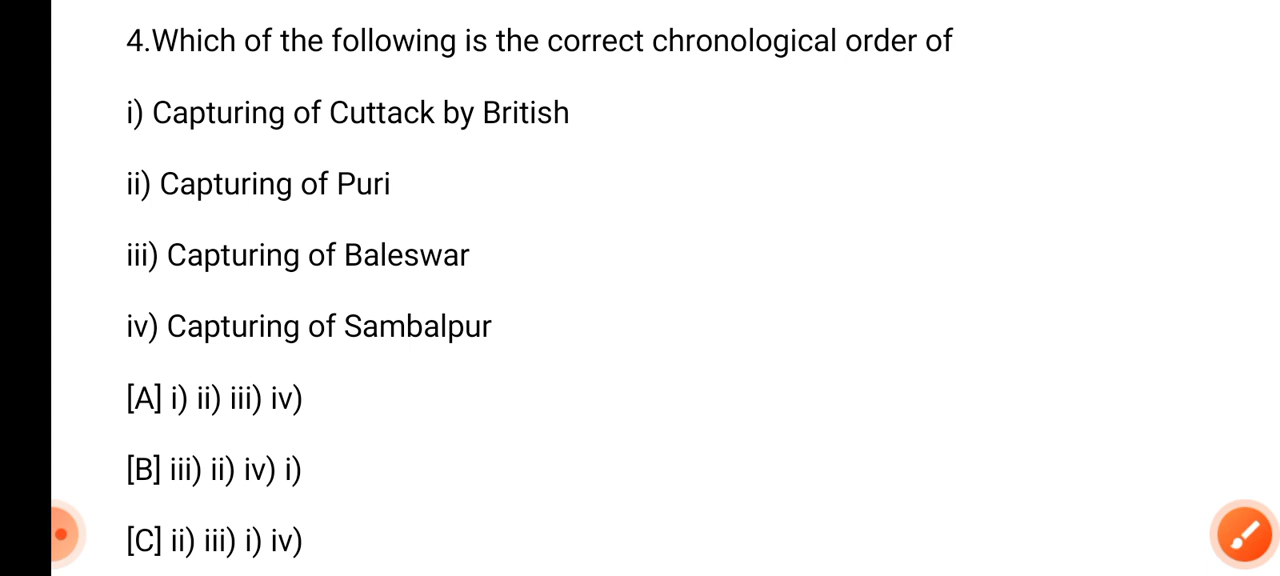 4.Which of the following is the correct chronological order of
i) Capturing of Cuttack by British
ii) Capturing of Puri
iii) Capturing of Baleswar
iv) Capturing of Sambalpur
[A] i) ii) iii) iv)
[B] iii) ii) iv) i)
[C] ii) iii) i) iv)